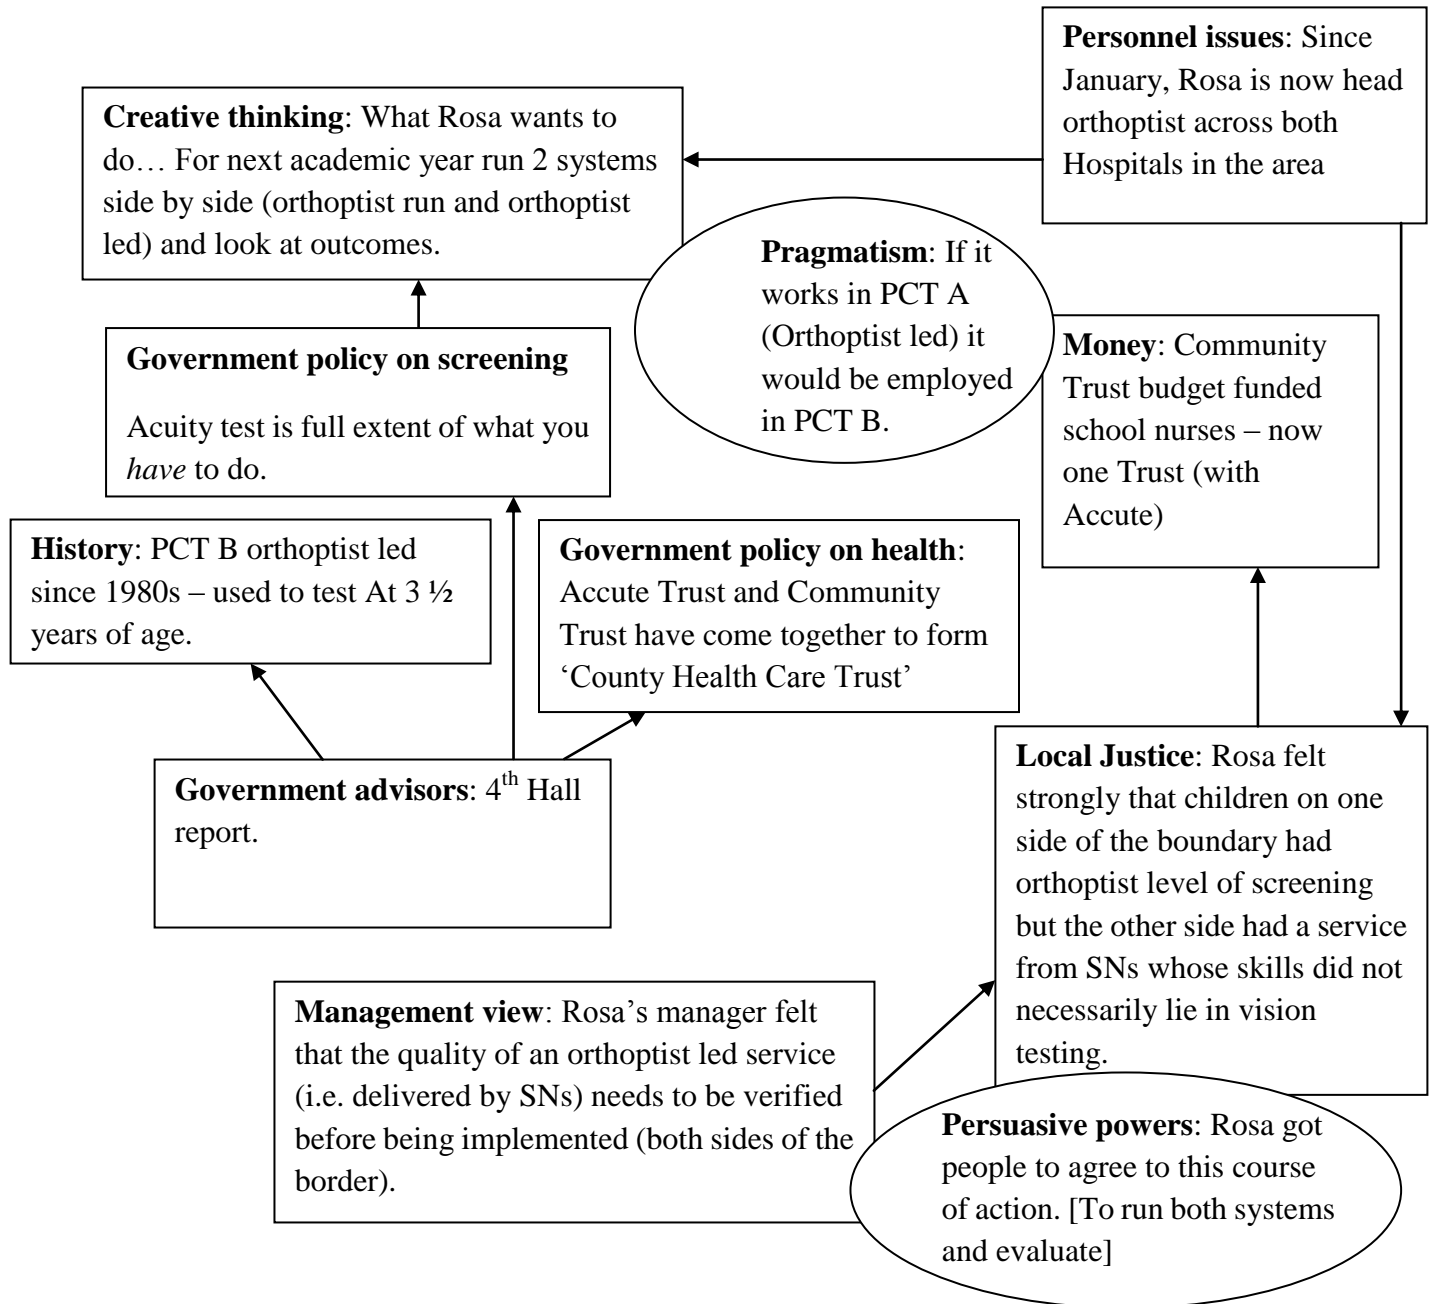 Personnel issues: Since
January, Rosa is now head
orthoptist across both
Hospitals in the area
Creative thinking: What Rosa wants to
do… For next academic year run 2 systems
side by side (orthoptist run and orthoptist
led) and look at outcomes.
Pragmatism: If it
works in PCT A
(Orthoptist led) it
would be employed
in PCT B.
Government policy on screening
Acuity test is full extent of what you
have to do.
Money: Community
Trust budget funded
school nurses – now
one Trust (with
Accute)
History: PCT B orthoptist led
since 1980s – used to test At 3 ½
years of age.
Government policy on health:
Accute Trust and Community
Trust have come together to form
‘County Health Care Trust’
Government advisors: 4th Hall
report.
Local Justice: Rosa felt
strongly that children on one
side of the boundary had
orthoptist level of screening
but the other side had a service
from SNs whose skills did not
necessarily lie in vision
testing.
Management view: Rosa’s manager felt
that the quality of an orthoptist led service
(i.e. delivered by SNs) needs to be verified
before being implemented (both sides of the
border).
Persuasive powers: Rosa got
people to agree to this course
of action. [To run both systems
and evaluate]